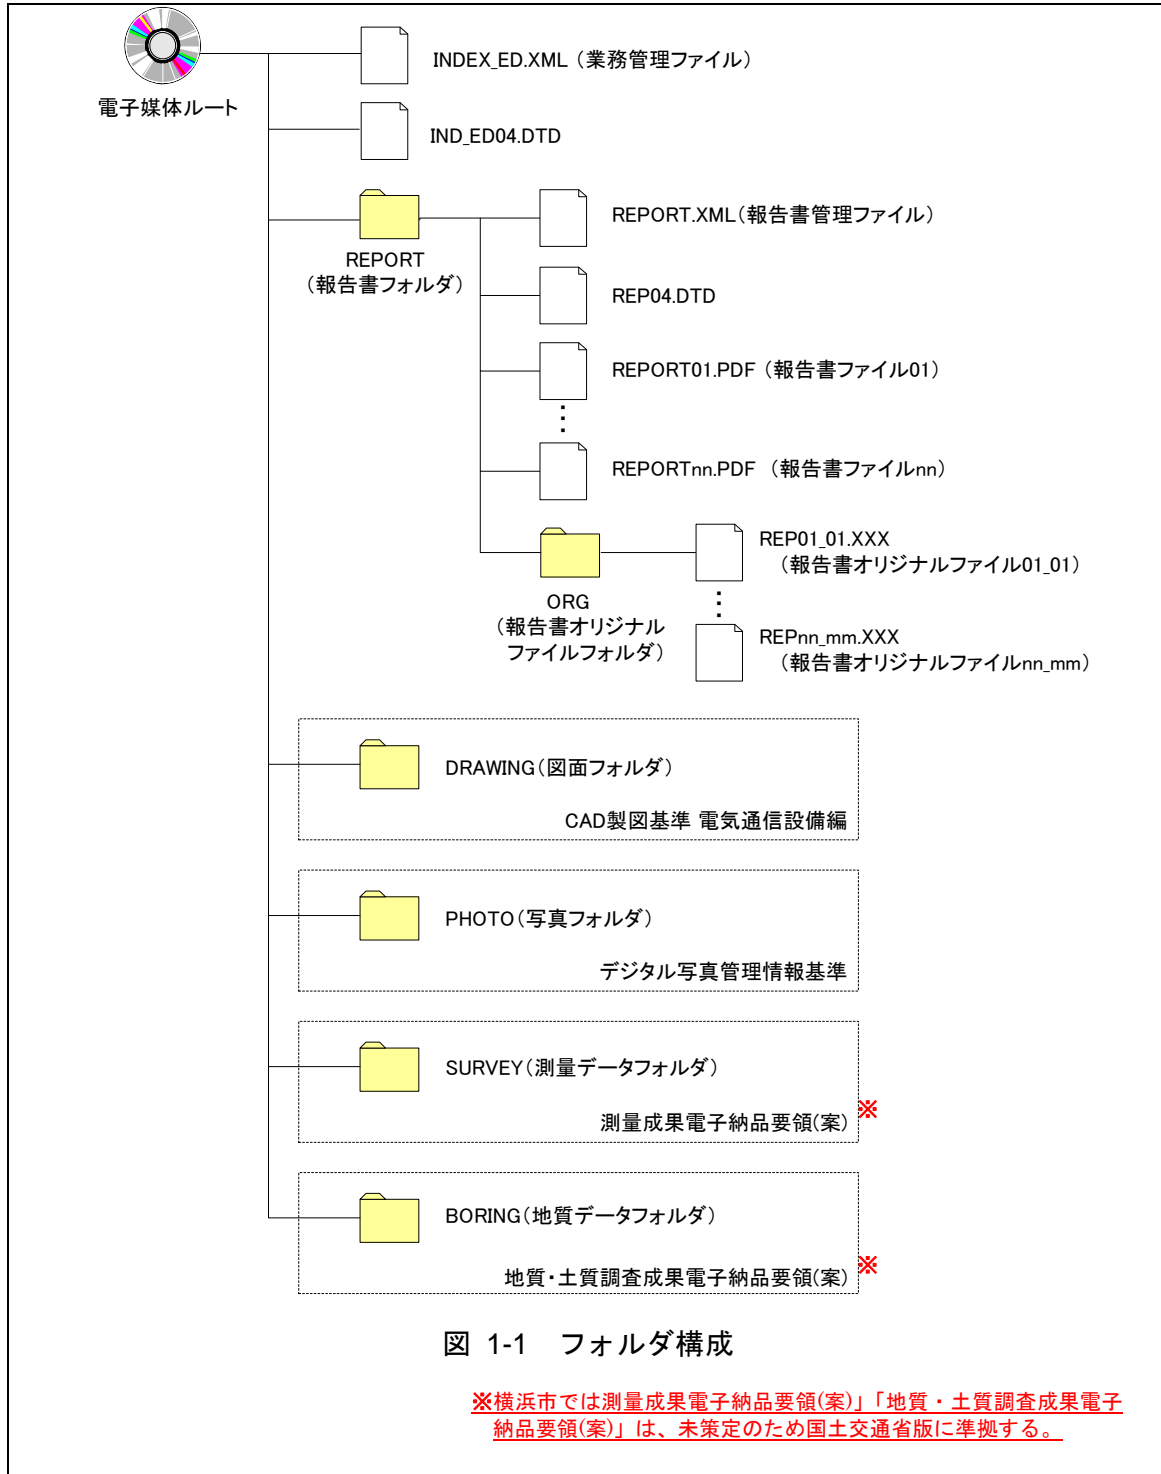 電子媒体ルート
INDEX_ED.XML（業務管理ファイル）
IND_ED04.DTD
REPORT
（報告書フォルダ）
REPORT.XML（報告書管理ファイル）
REP04.DTD
REPORT01.PDF（報告書ファイル01）
REPORTnn.PDF （報告書ファイルnn）
ORG
（報告書オリジナル
ファイルフォルダ）
REP01_01.XXX
（報告書オリジナルファイル01_01）
REPnn_mm.XXX
（報告書オリジナルファイルnn_mm）
DRAWING（図面フォルダ）
CAD製図基準 電気通信設備編
PHOTO（写真フォルダ）
デジタル写真管理情報基準
SURVEY（測量データフォルダ）
測量成果電子納品要領(案)※
BORING（地質データフォルダ）
地質・土質調査成果電子納品要領(案)※
図 1-1　フォルダ構成
※横浜市では測量成果電子納品要領(案)」「地質・土質調査成果電子
納品要領(案)」は、未策定のため国土交通省版に準拠する。